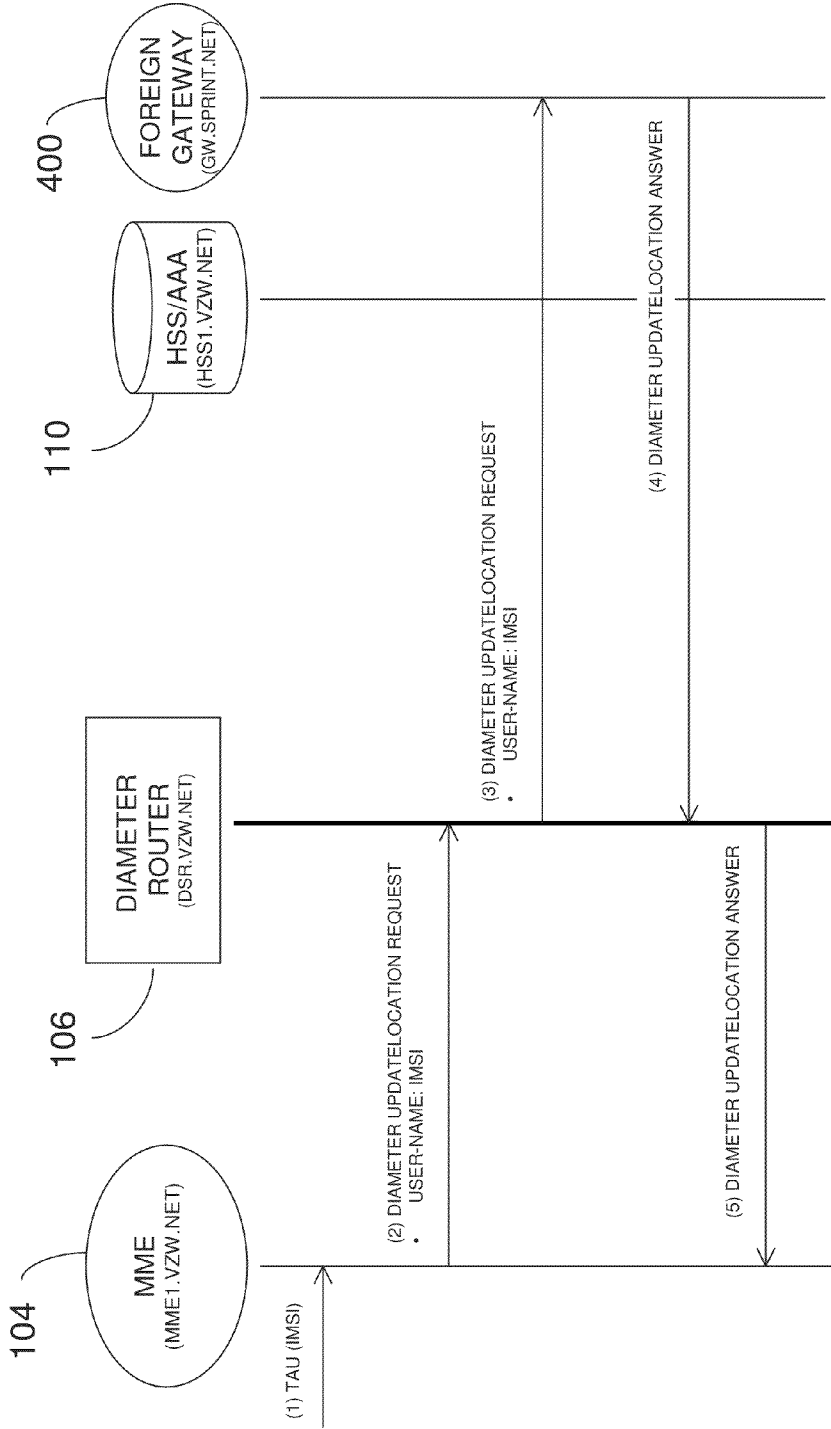 104
MME
(MME1.VZW.NET)
106
DIAMETER
ROUTER
(DSR.VZW.NET)
110
HSS/AAA
(HSS1.VZW.NET)
400
FOREIGN
GATEWAY
(GW.SPRINT.NET)
(1) TAU (IMSI)
(2) DIAMETER UPDATELOCATION REQUEST
• USER-NAME: IMSI
(3) DIAMETER UPDATELOCATION REQUEST
• USER-NAME: IMSI
(4) DIAMETER UPDATELOCATION ANSWER
(5) DIAMETER UPDATELOCATION ANSWER